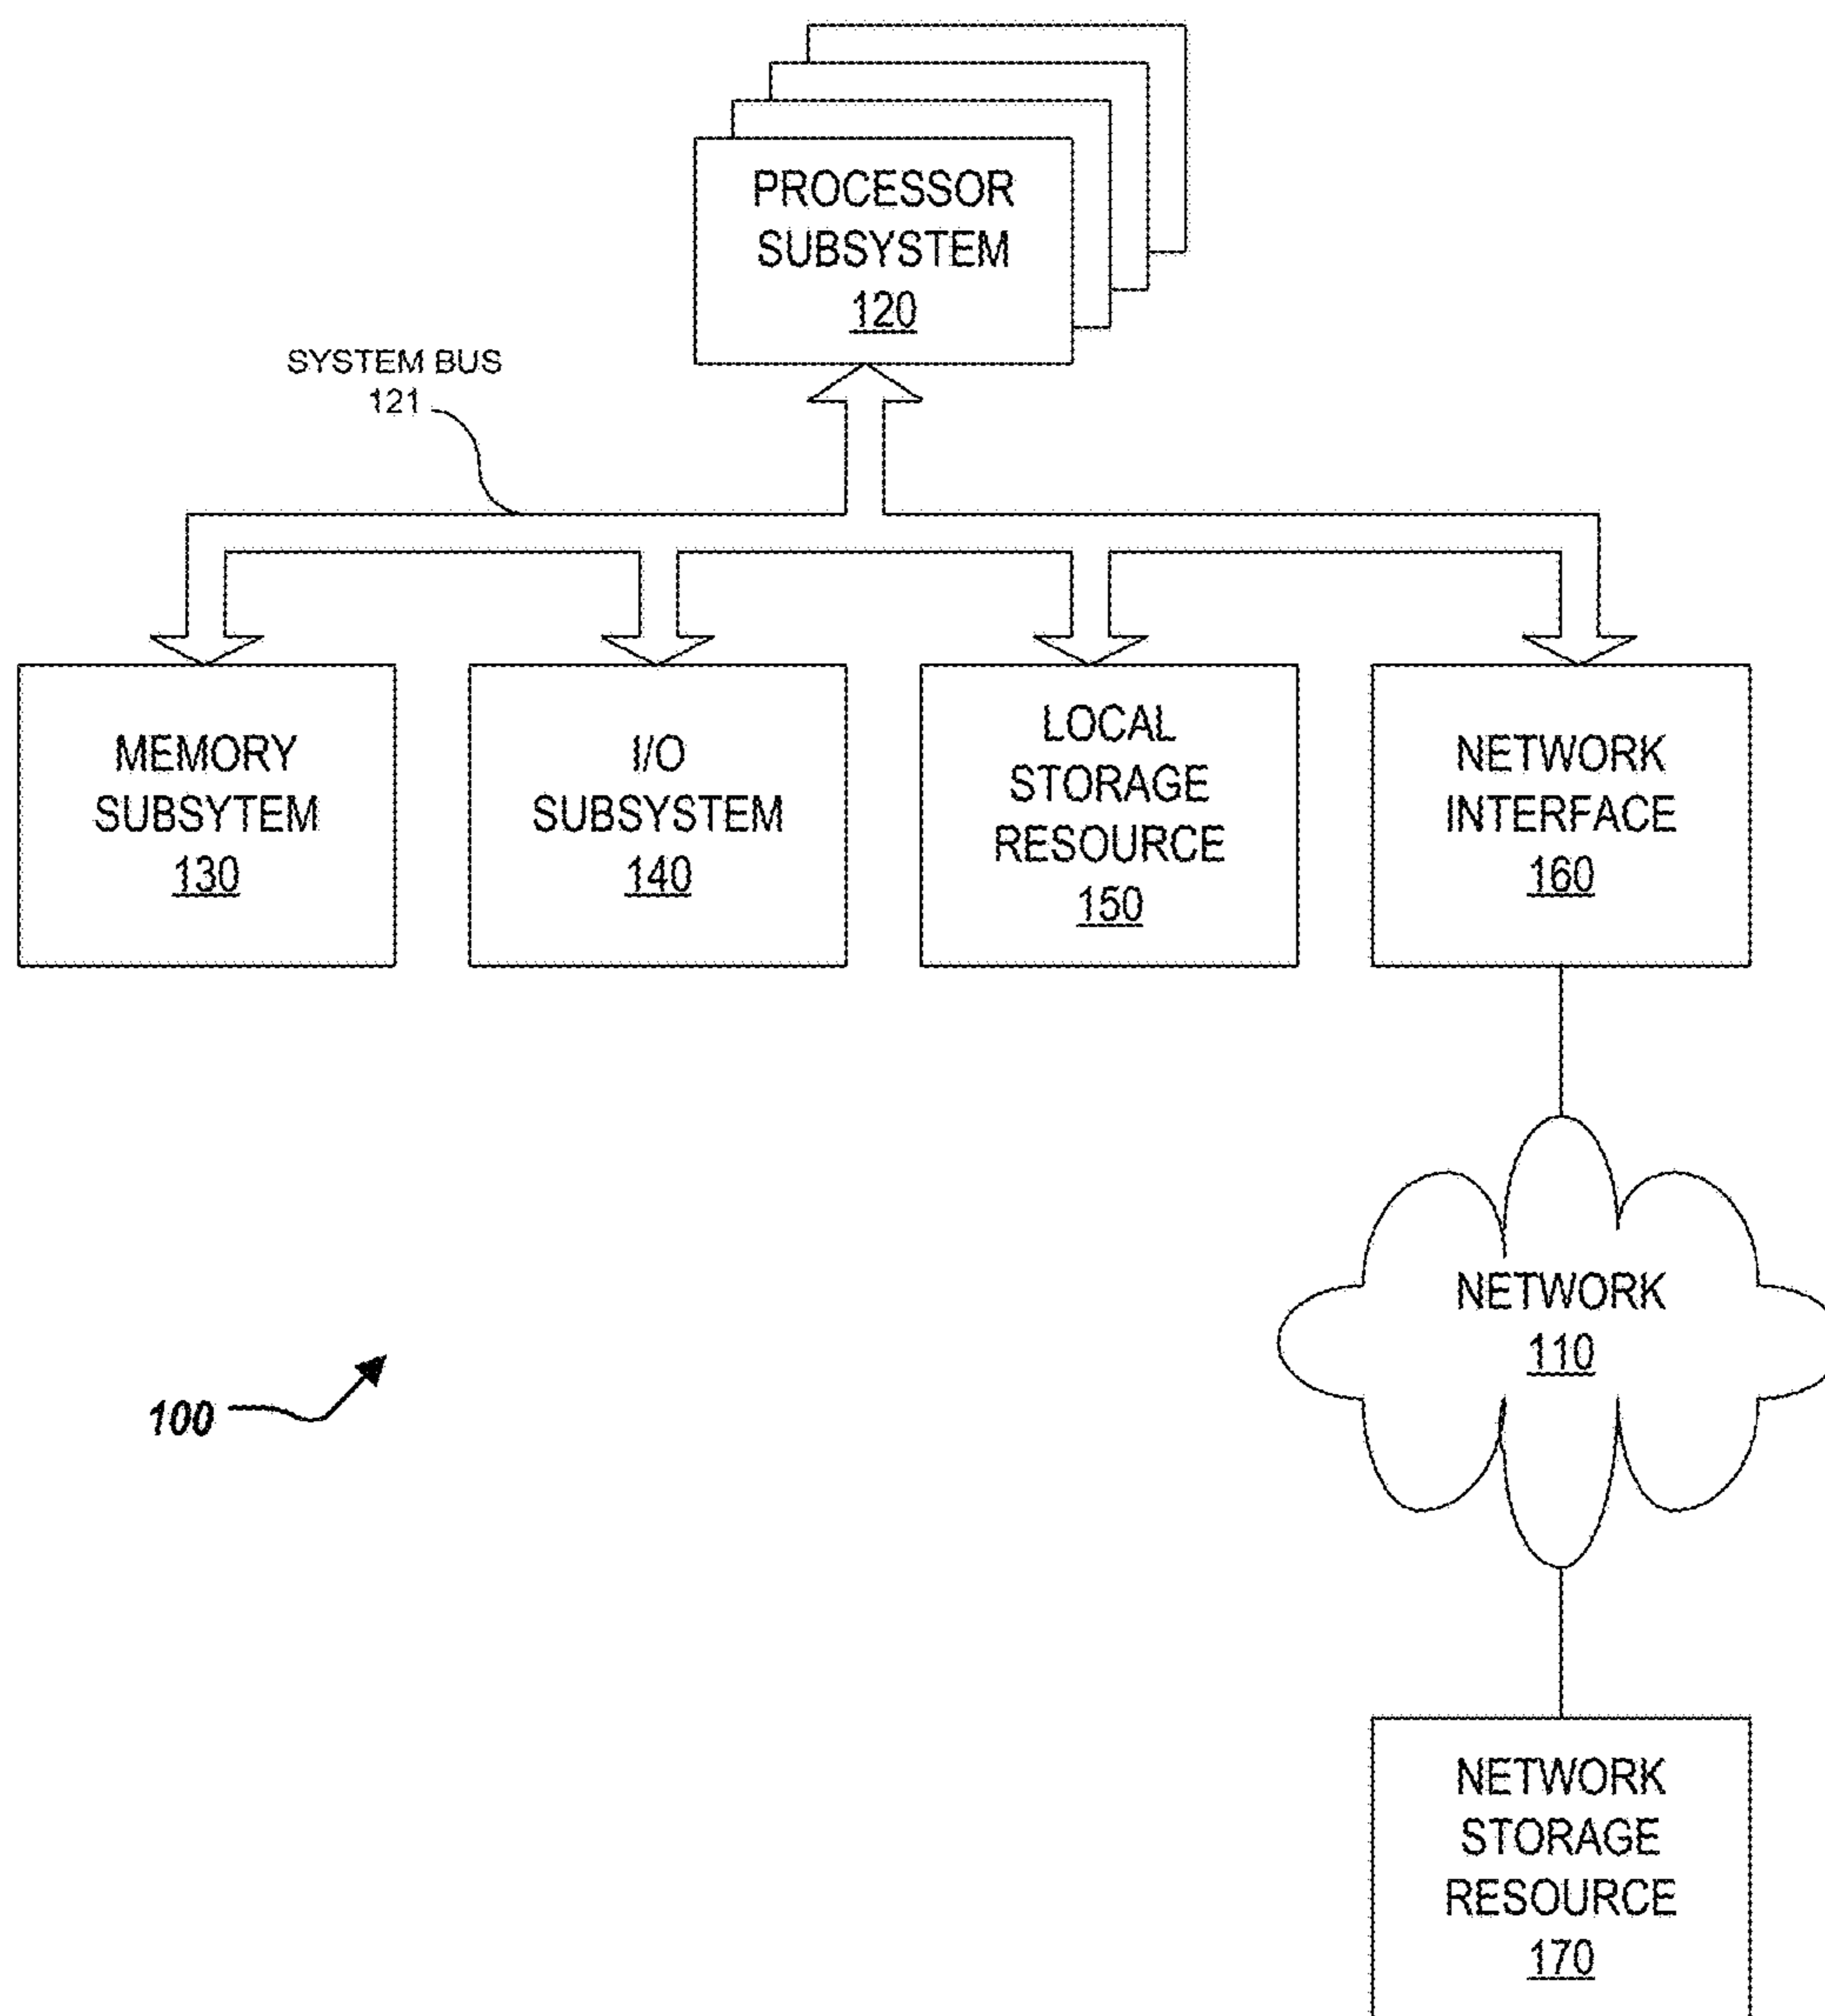 PROCESSOR
SUBSYSTEM
120
SYSTEM BUS
121
MEMORY
SUBSYTEM
130
I/O
SUBSYSTEM
140
LOCAL
STORAGE
RESOURCE
150
NETWORK
INTERFACE
160
NETWORK
110
100
NETWORK
STORAGE
RESOURCE
170